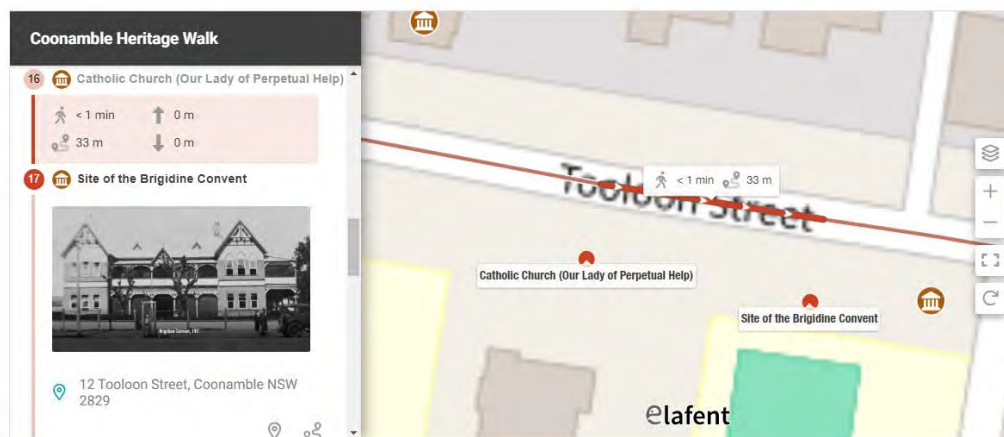 Coonamble Heritage Walk
16 Catholic Church (Our Lady of Perpetual Help)
< 1 min 0 m
33 m 0 m
17 Site of the Brigidine Convent
Brigidine Convent, 
12 Tooloon Street, Coonamble NSW
2829
Tooloon Street
< 1 min 33 m
Catholic Church (Our Lady of Perpetual Help)
Site of the Brigidine Convent
elafent